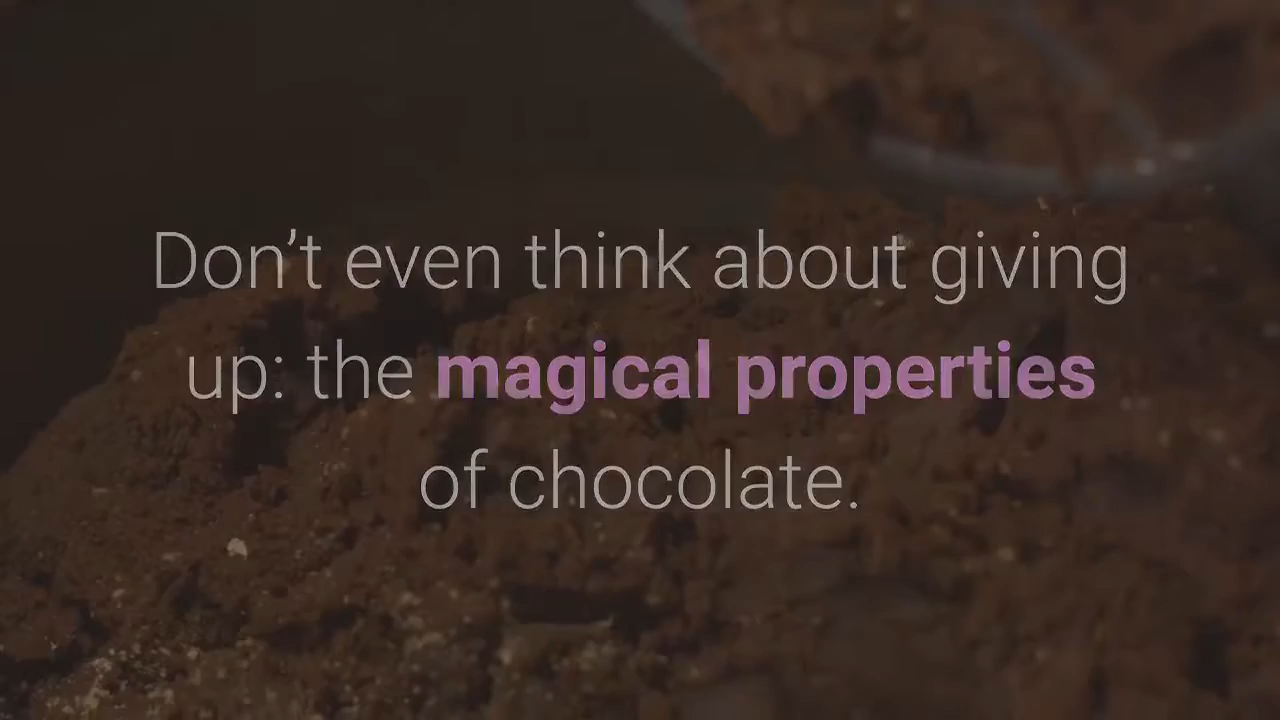 Don’t even think about giving
up: the magical properties
of chocolate.